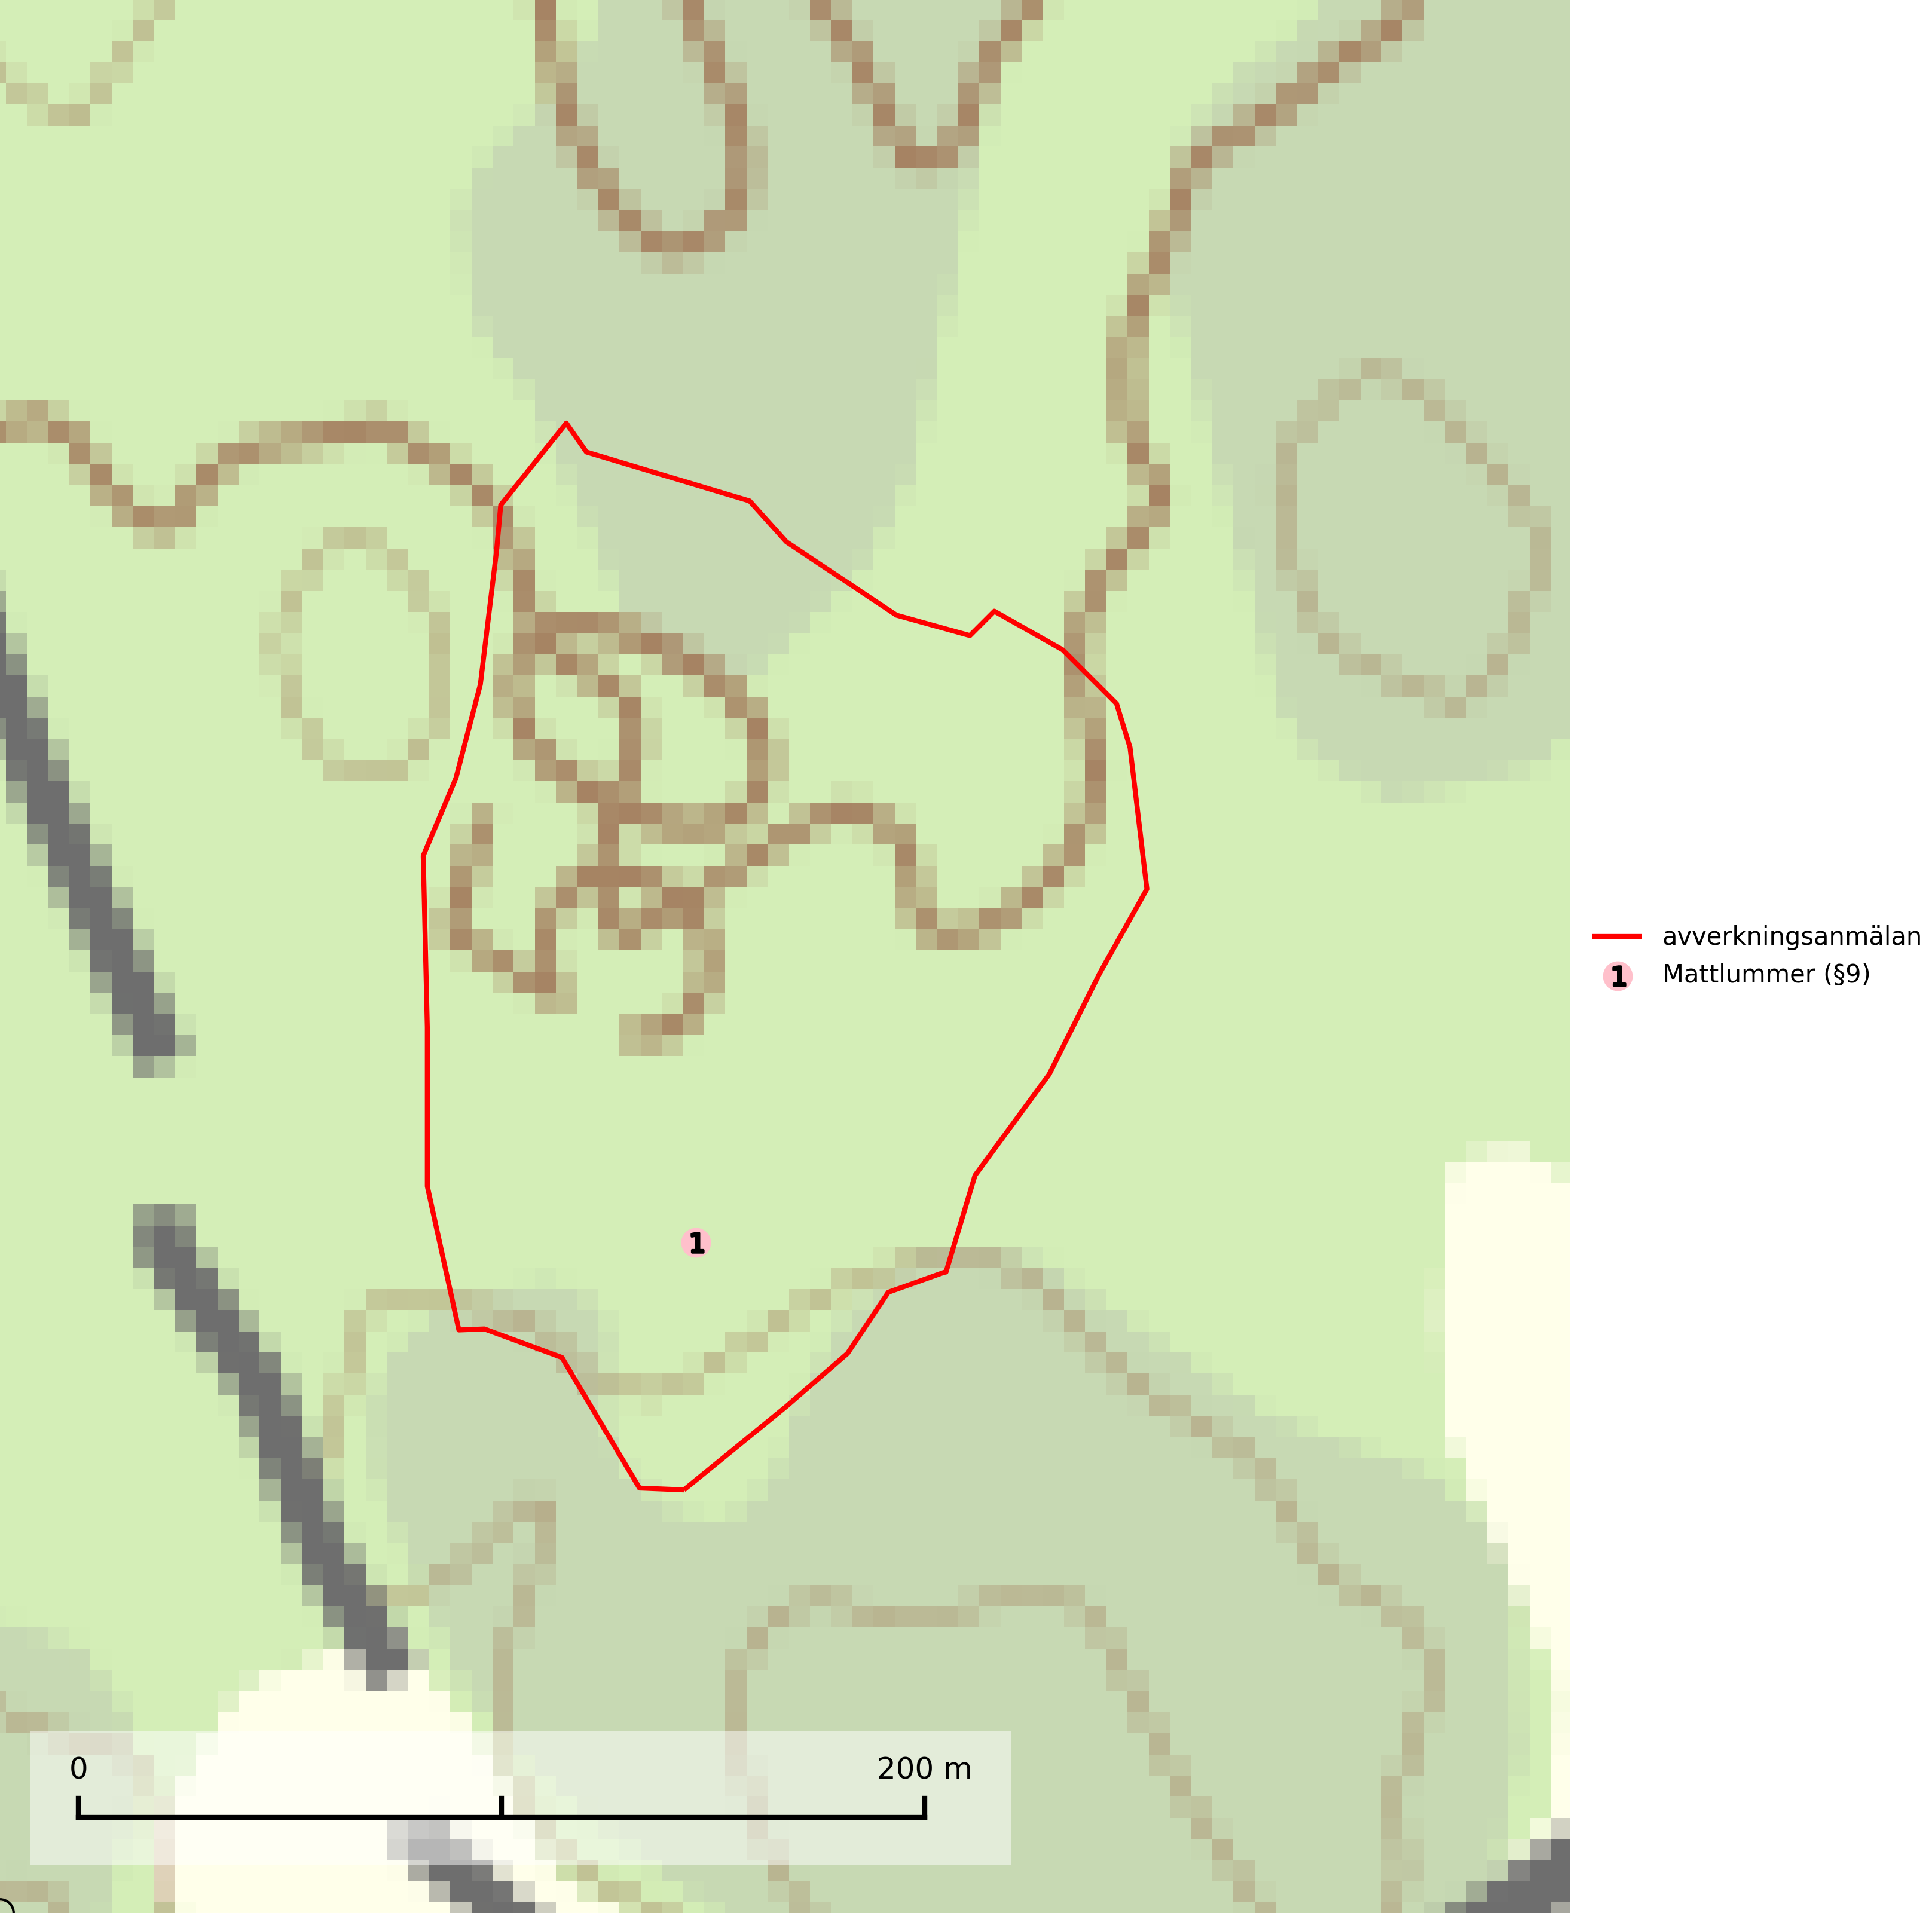 avverkningsanmälan
1 Mattlummer (§9)
1
0 200 m